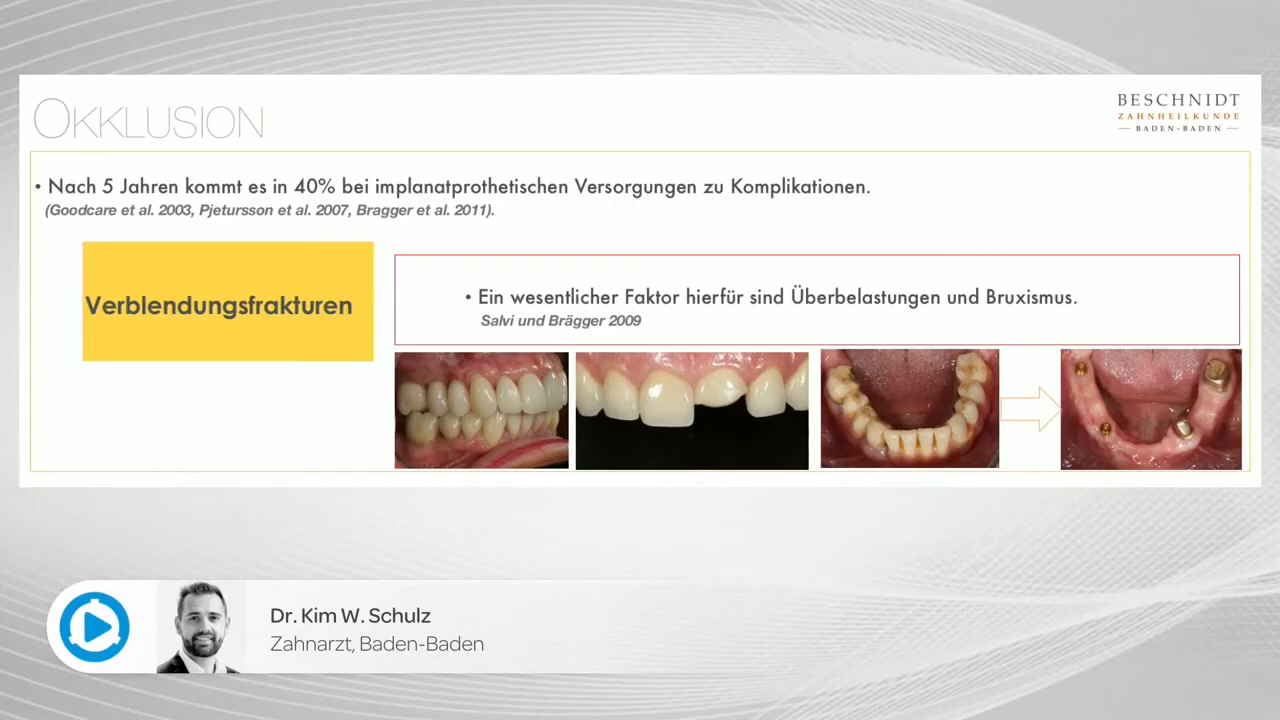 OKKLUSION
BESCHNIDT
ZAHNHEILKUNDE
BADEN-BADEN
• Nach 5 Jahren kommt es in 40% bei implanatprothetischen Versorgungen zu Komplikationen.
(Goodcare et al. 2003, Pjetursson et al. 2007, Bragger et al. 2011).
Verblendungsfrakturen
• Ein wesentlicher Faktor hierfür sind Überbelastungen und Bruxismus.
Salvi und Brägger 2009
Dr. Kim W. Schulz
Zahnarzt, Baden-Baden